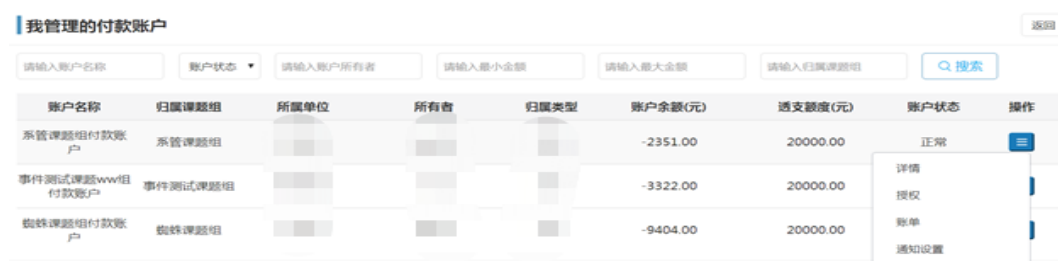 我管理的付款账户
返回
请输入账户名称 账户状态 请输入账户所有者 请输入最小金额 请输入最大金额 请输入归属课题组 搜索
账户名称 归属课题组 所属单位 所有者 归属类型 账户余额(元) 透支额度(元) 账户状态 操作
系管课题组付款账户 系管课题组 -2351.00 20000.00 正常
事件测试课题ww组付款账户 事件测试课题组 -3322.00 20000.00
蜘蛛课题组付款账户 蜘蛛课题组 -9404.00 20000.00
详情
授权
账单
通知设置